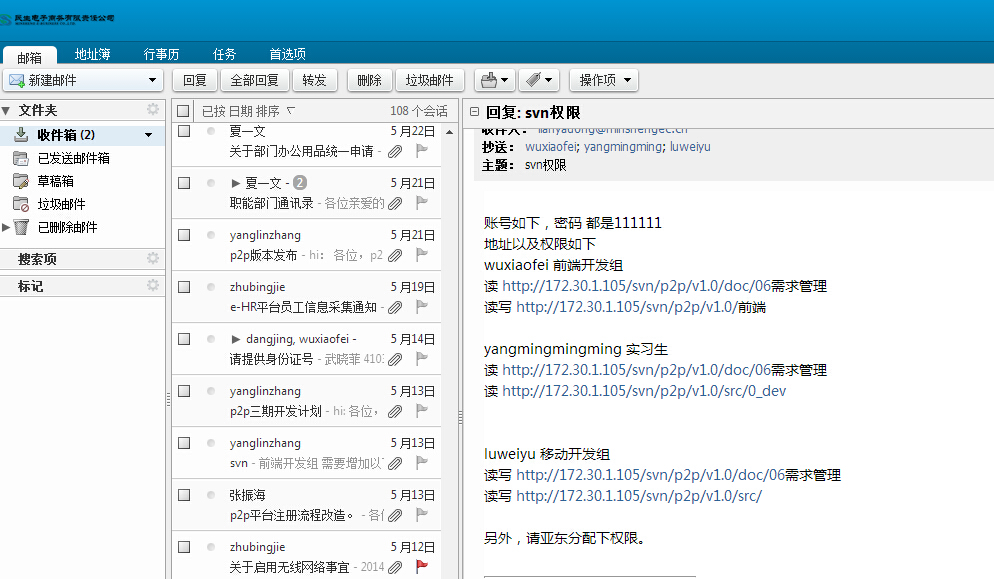 民生电子商务有限责任公司
邮箱 地址簿 行事历 任务 首选项
新建邮件 回复 全部回复 转发 删除 垃圾邮件 操作项
文件夹
收件箱 (2)
已发送邮件箱
草稿箱
垃圾邮件
已删除邮件
搜索项
标记
已按 日期 排序 108 个会话
夏一文 5 月22日
关于部门办公用品统一申请 -
夏一文 - 2 5 月21日
职能部门通讯录 - 各位亲爱的
yanglinzhang 5 月21日
p2p版本发布 - hi： 各位，p2
zhubingjie 5 月19日
e-HR平台员工信息采集通知 -
dangjing, wuxiaofei - 5 月14日
请提供身份证号 - 武晓菲 410
yanglinzhang 5 月13日
p2p三期开发计划 - hi: 各位，
yanglinzhang 5 月13日
svn - 前端开发组 需要增加以
张振海 5 月13日
p2p平台注册流程改造。 - 各
zhubingjie 5 月12日
关于启用无线网络事宜 - 2014
回复: svn权限
收件人： lianyadong@minshengec.cn
抄送： wuxiaofei; yangmingming; luweiyu
主题： svn权限
账号如下，密码 都是111111
地址以及权限如下
wuxiaofei 前端开发组
读 http://172.30.1.105/svn/p2p/v1.0/doc/06需求管理
读写 http://172.30.1.105/svn/p2p/v1.0/前端
yangmingmingming 实习生
读 http://172.30.1.105/svn/p2p/v1.0/doc/06需求管理
读 http://172.30.1.105/svn/p2p/v1.0/src/0_dev
luweiyu 移动开发组
读写 http://172.30.1.105/svn/p2p/v1.0/doc/06需求管理
读写 http://172.30.1.105/svn/p2p/v1.0/src/
另外，请亚东分配下权限。